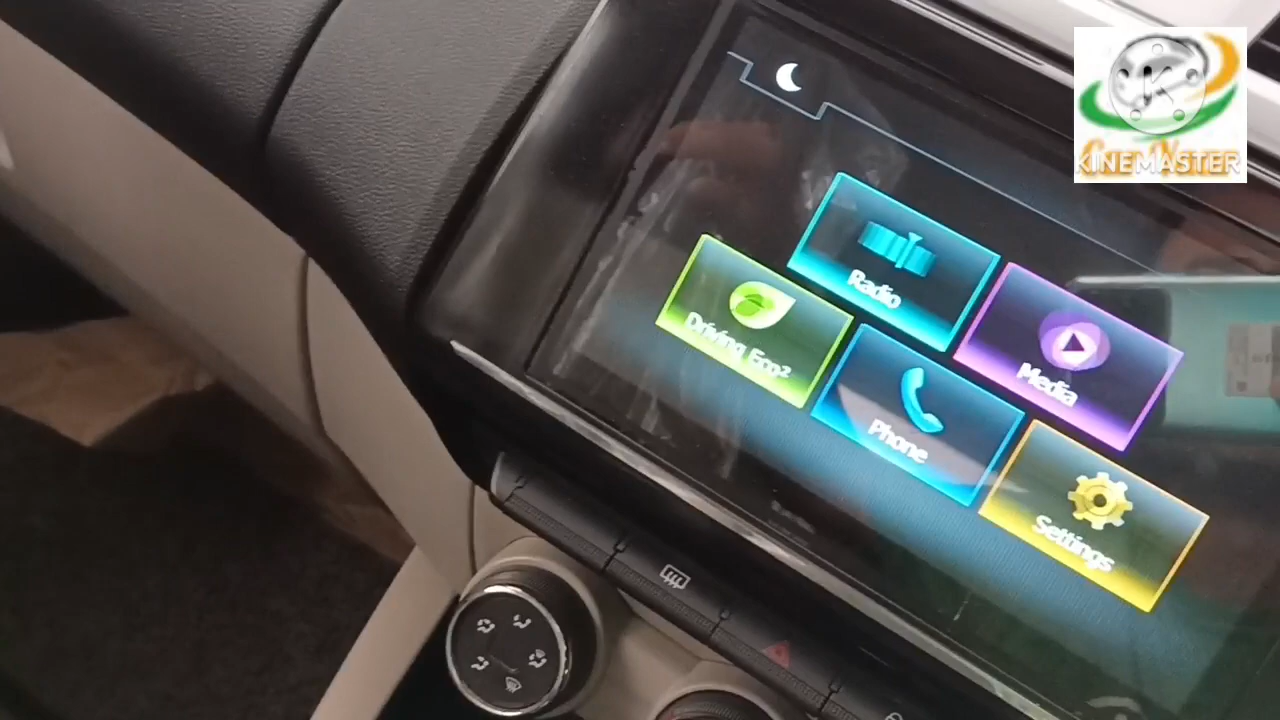 KINEMASTER
Radio
Media
Driving Eco²
Phone
Settings